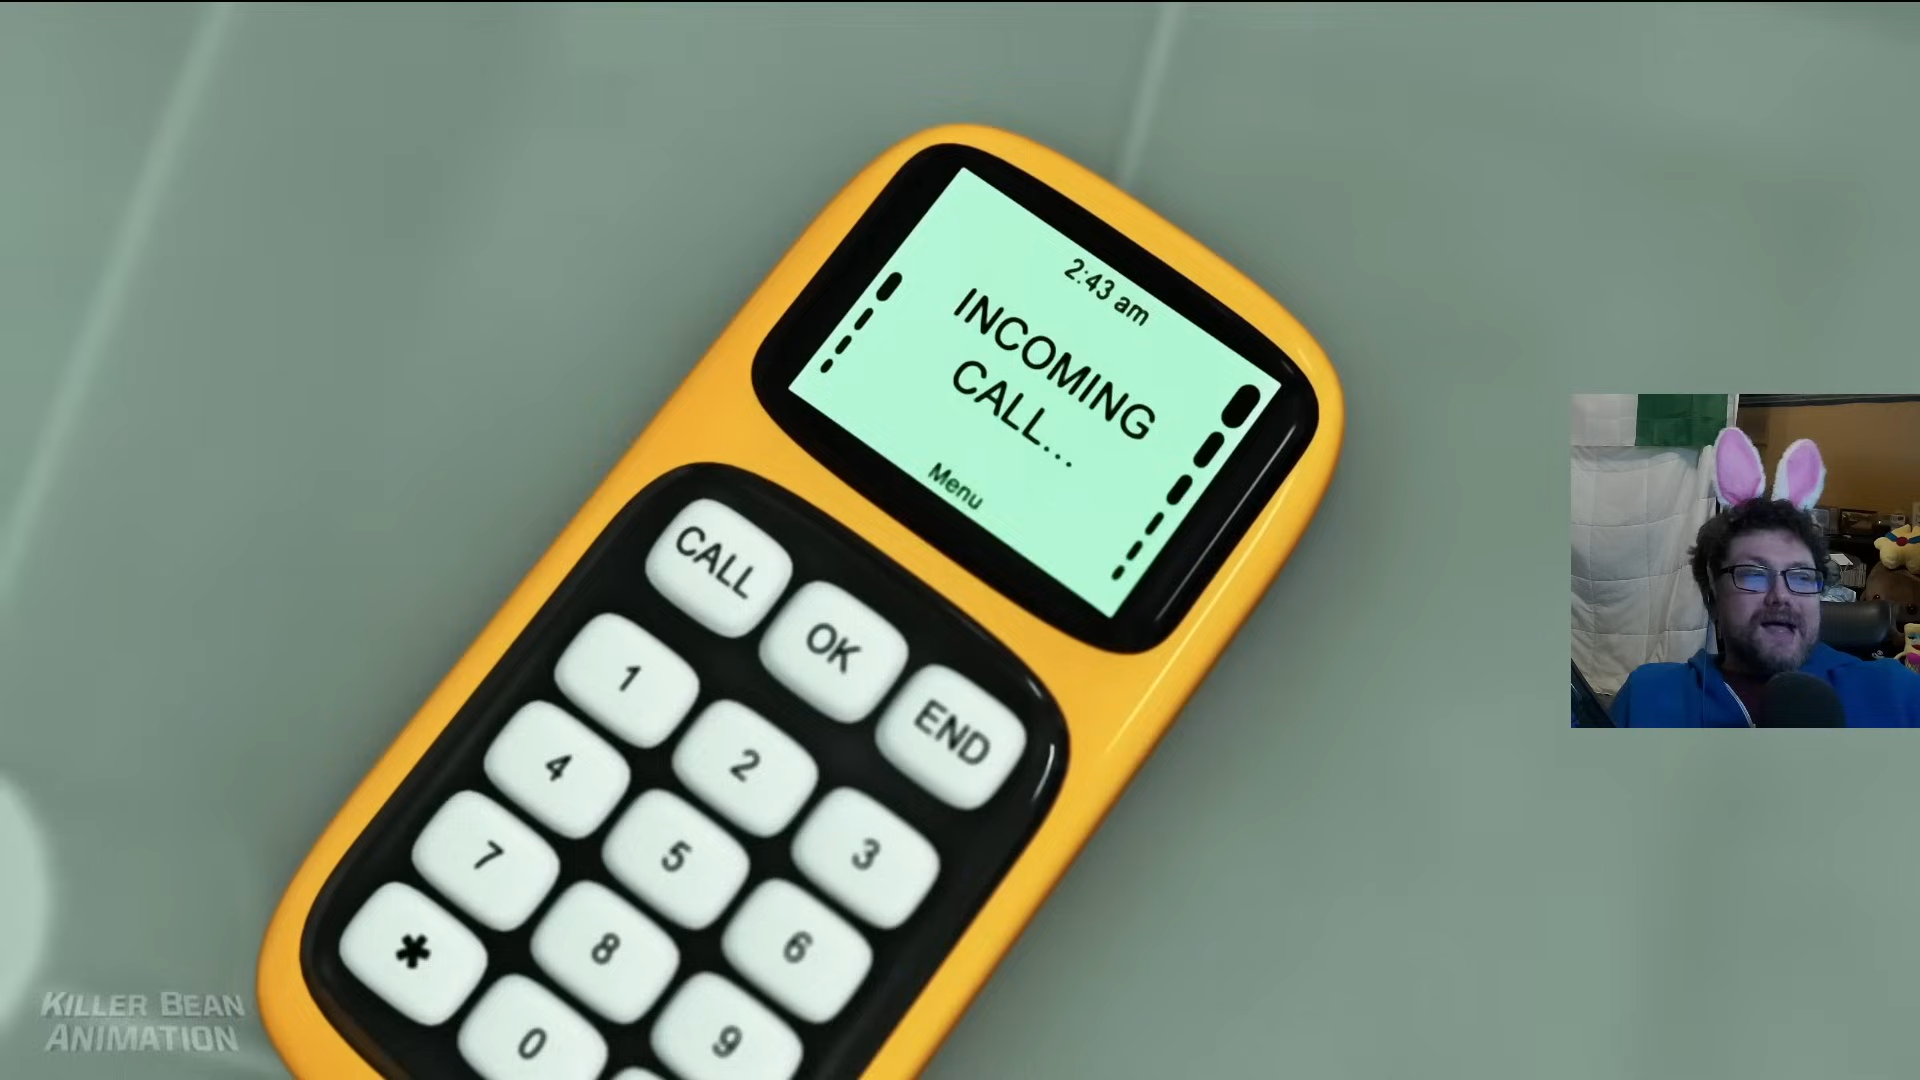 2:43 am
INCOMING
CALL...
Menu
CALL
OK
END
1
2
3
4
5
6
7
8
9
*
0
KILLER BEAN
ANIMATION